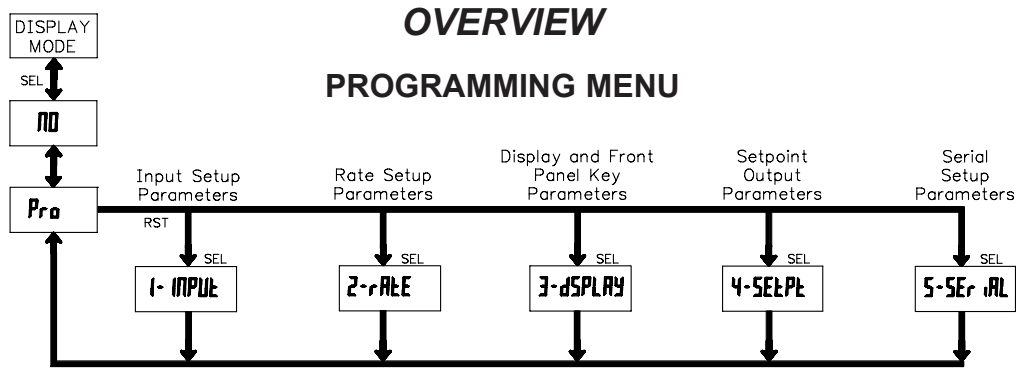 OVERVIEW
PROGRAMMING MENU
DISPLAY
MODE
SEL
NO
Pro
RST
Input Setup
Parameters
SEL
1-INPUt
Rate Setup
Parameters
SEL
2-rAtE
Display and Front
Panel Key
Parameters
SEL
3-dSPLAY
Setpoint
Output
Parameters
SEL
4-SEtPt
Serial
Setup
Parameters
SEL
5-SErIAL